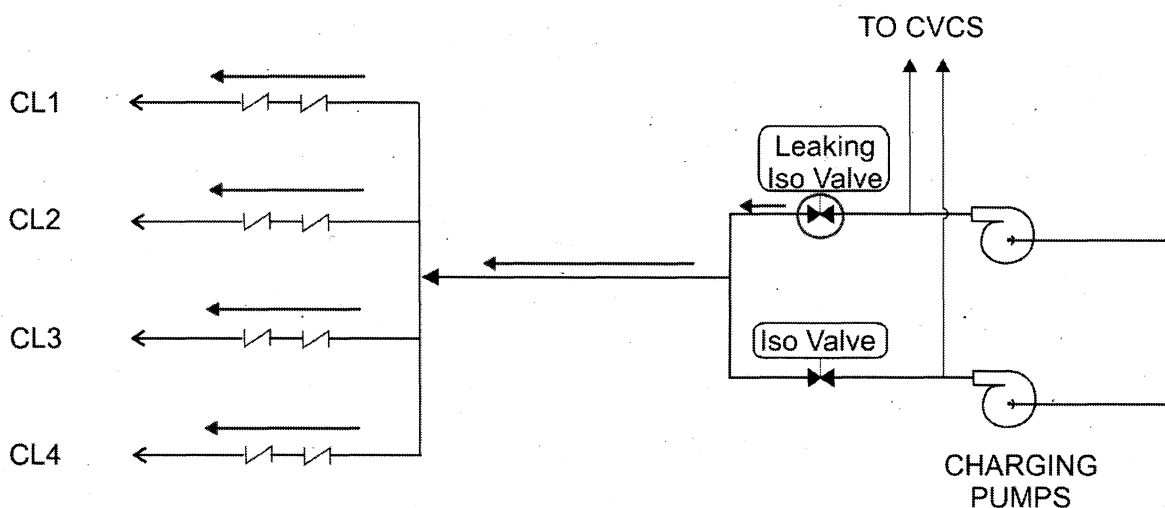 TO CVCS
CL1
Leaking
Iso Valve
CL2
CL3
Iso Valve
CL4
CHARGING
PUMPS